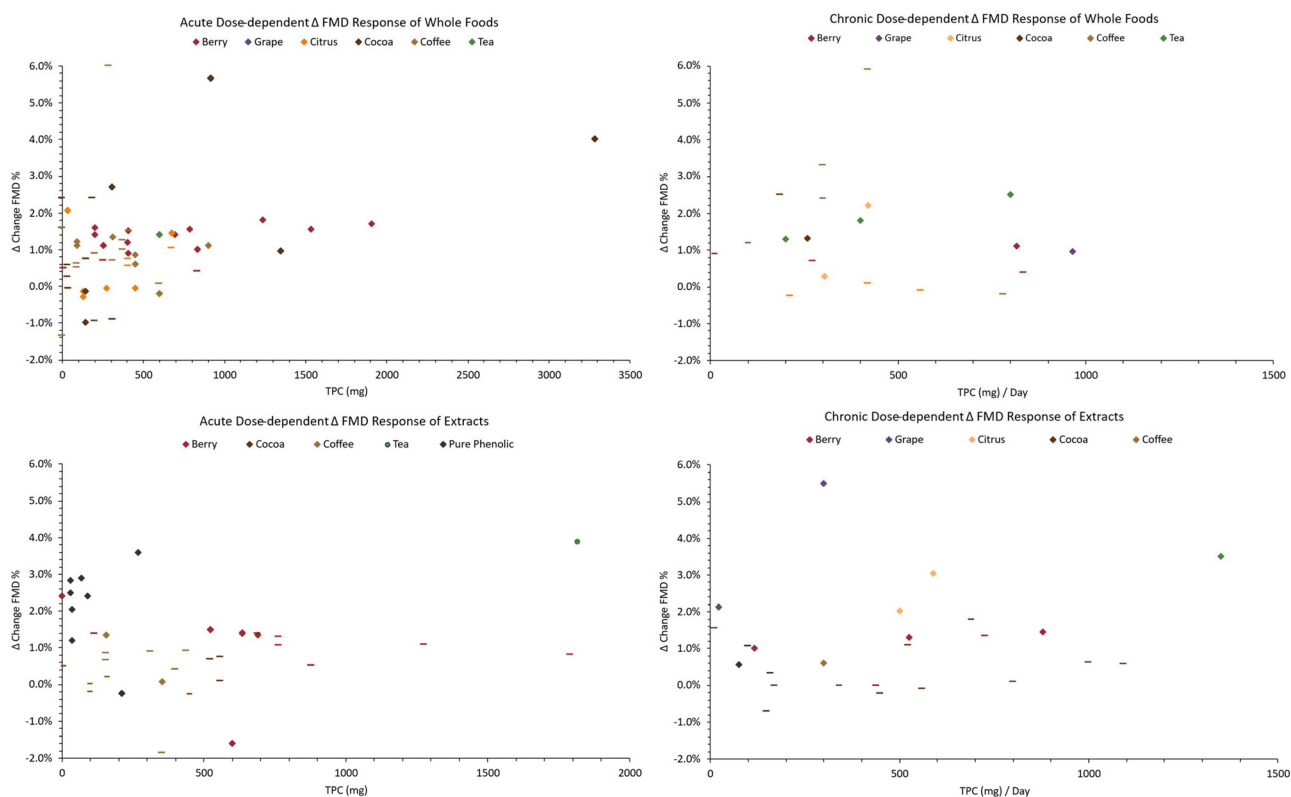 Acute Dose-dependent Δ FMD Response of Whole Foods
Berry Grape Citrus Cocoa Coffee Tea
6.0%
5.0%
4.0%
3.0%
2.0%
1.0%
0.0%
-1.0%
-2.0%
Δ Change FMD %
0 500 1000 1500 2000 2500 3000 3500
TPC (mg)
Chronic Dose-dependent Δ FMD Response of Whole Foods
Berry Grape Citrus Cocoa Coffee Tea
6.0%
5.0%
4.0%
3.0%
2.0%
1.0%
0.0%
-1.0%
-2.0%
Δ Change FMD %
0 500 1000 1500
TPC (mg) / Day
Acute Dose-dependent Δ FMD Response of Extracts
Berry Cocoa Coffee Tea Pure Phenolic
6.0%
5.0%
4.0%
3.0%
2.0%
1.0%
0.0%
-1.0%
-2.0%
Δ Change FMD %
0 500 1000 1500 2000
TPC (mg)
Chronic Dose-dependent Δ FMD Response of Extracts
Berry Grape Citrus Cocoa Coffee
6.0%
5.0%
4.0%
3.0%
2.0%
1.0%
0.0%
-1.0%
-2.0%
Δ Change FMD %
0 500 1000 1500
TPC (mg) / Day